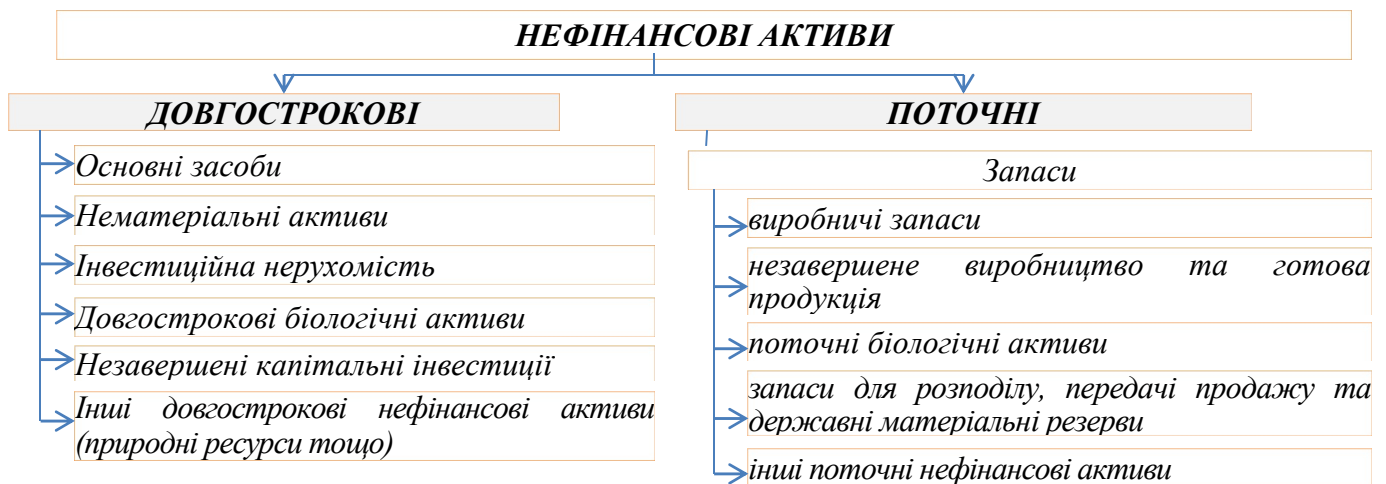 НЕФІНАНСОВІ АКТИВИ
ДОВГОСТРОКОВІ
Основні засоби
Нематеріальні активи
Інвестиційна нерухомість
Довгострокові біологічні активи
Незавершені капітальні інвестиції
Інші довгострокові нефінансові активи
(природні ресурси тощо)
ПОТОЧНІ
Запаси
виробничі запаси
незавершене виробництво та готова
продукція
поточні біологічні активи
запаси для розподілу, передачі продажу та
державні матеріальні резерви
інші поточні нефінансові активи